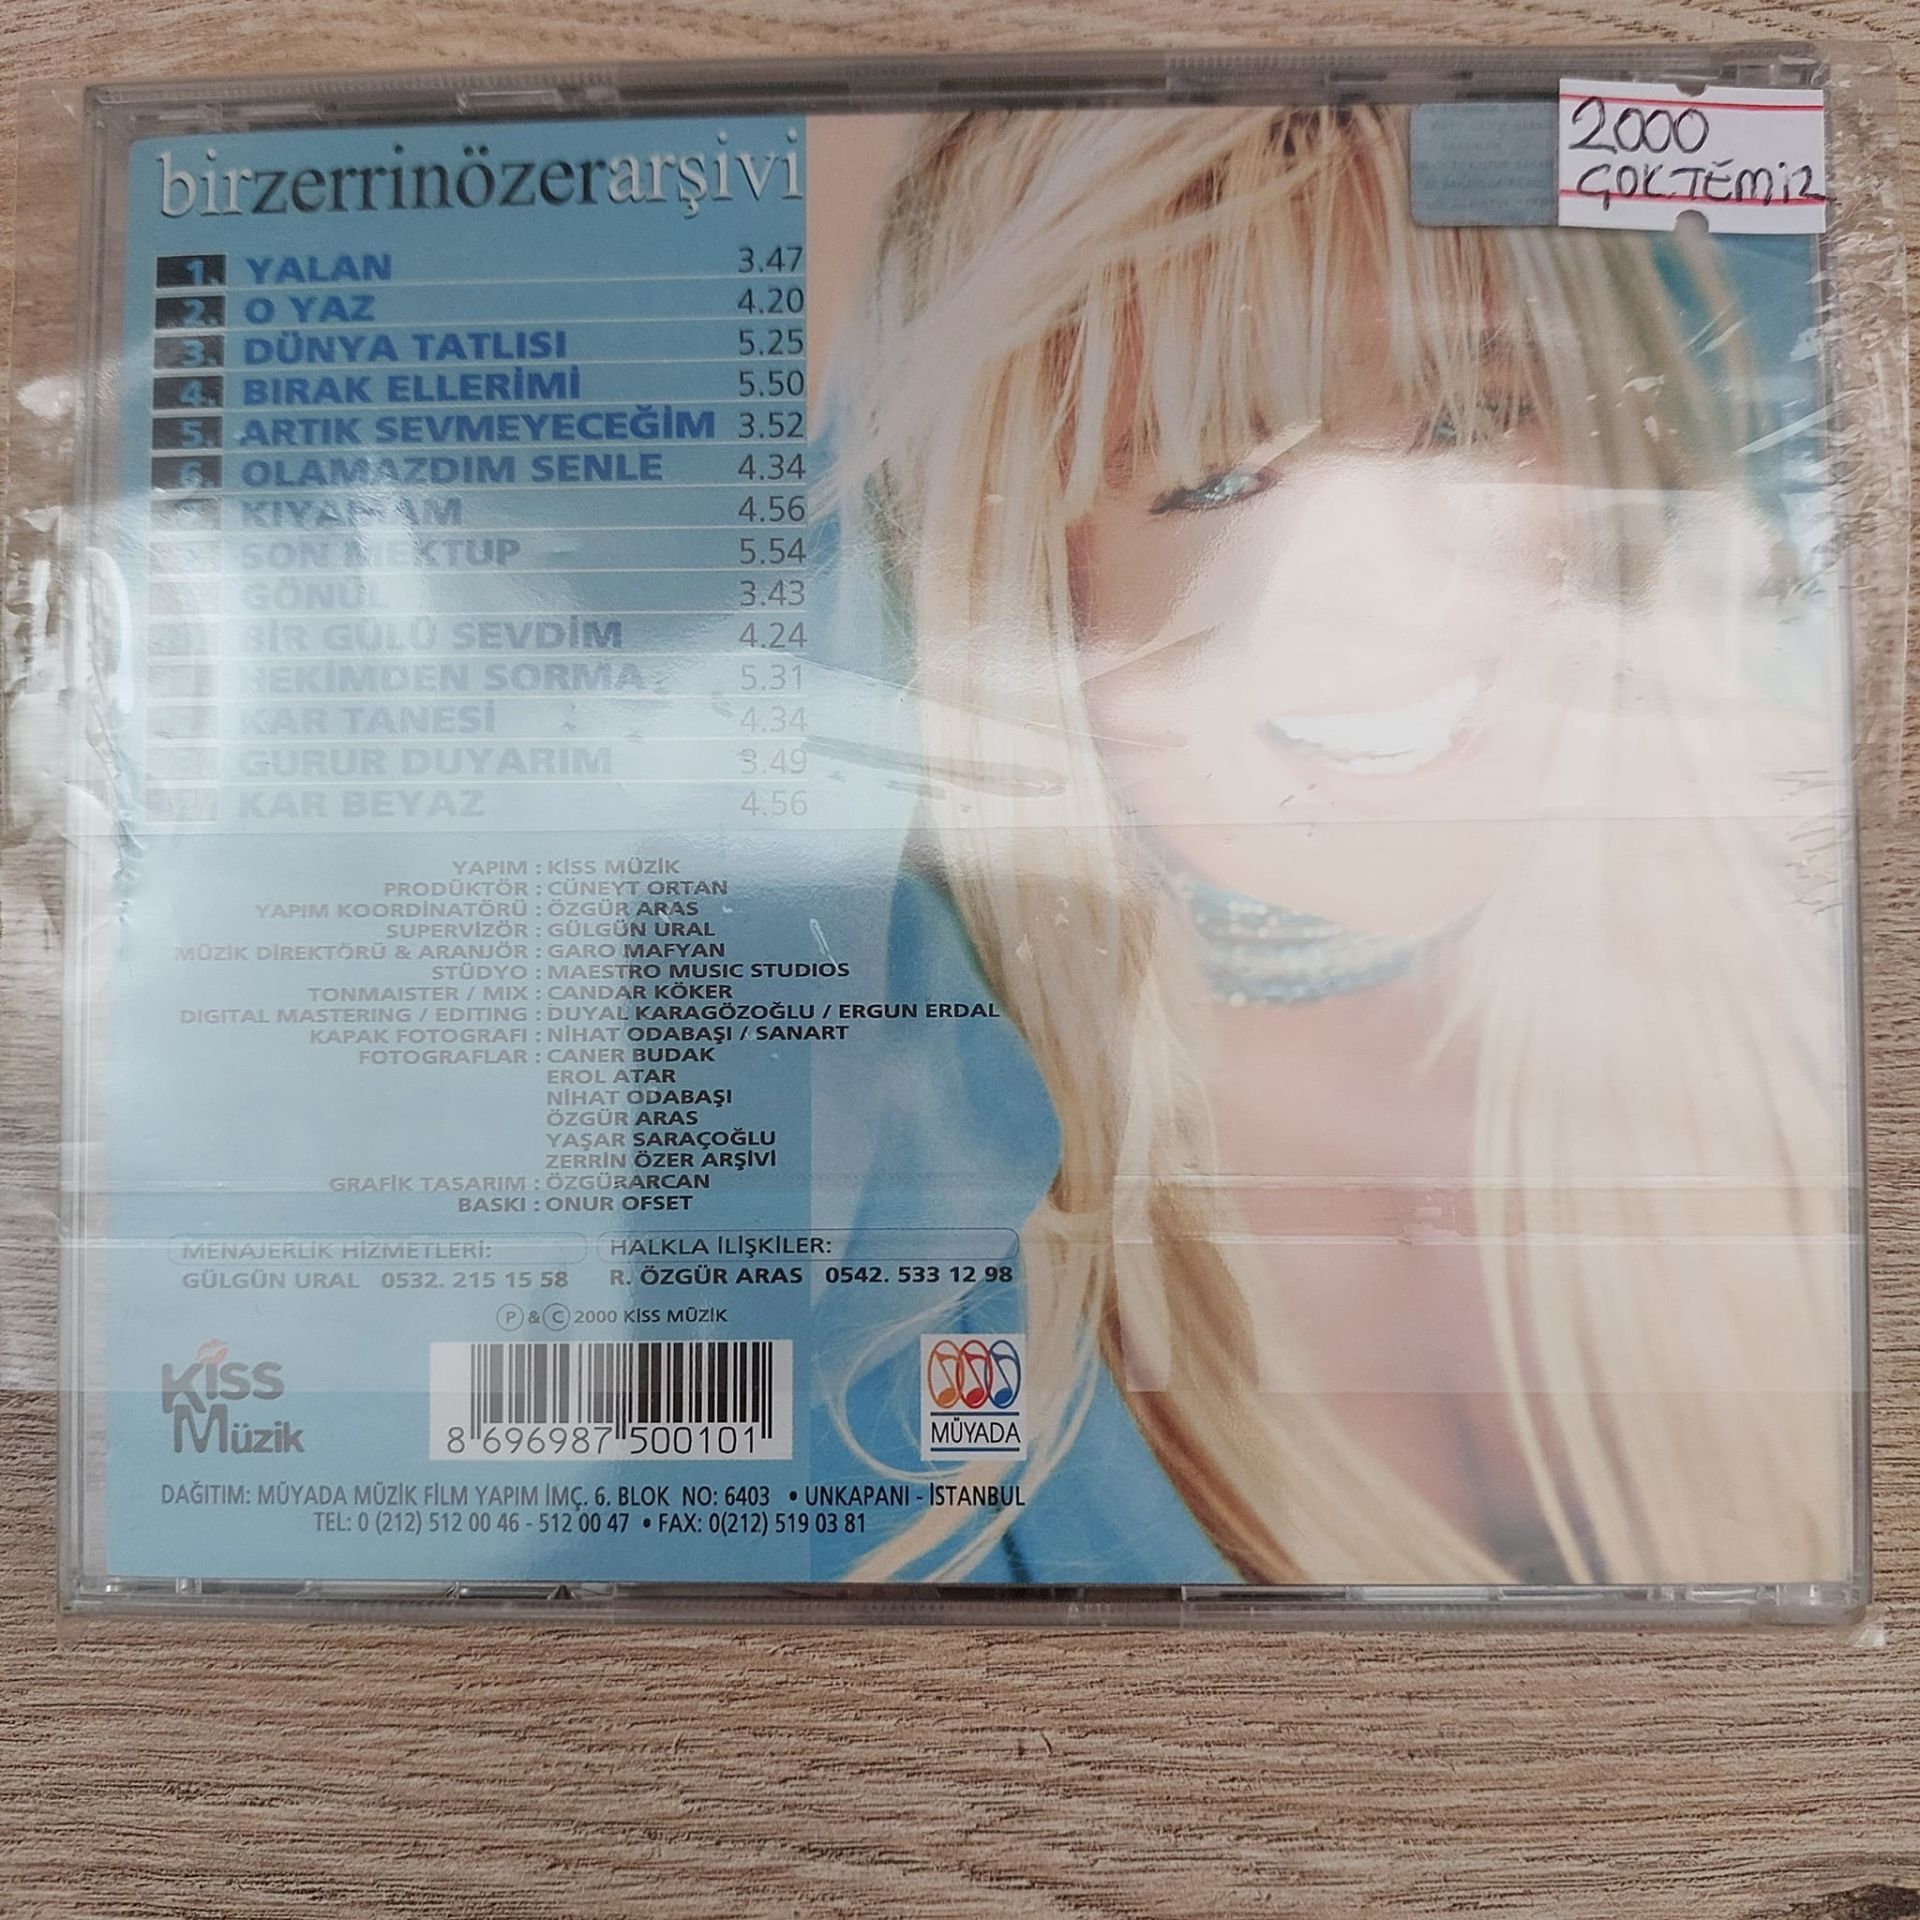 birzerrinözerarşivi
2000
ÇOK TEMiZ
1. YALAN 3.47
2. O YAZ 4.20
3. DÜNYA TATLISI 5.25
4. BIRAK ELLERİMİ 5.50
5. ARTIK SEVMEYECEĞİM 3.52
6. OLAMAZDIM SENLE 4.34
KIYAMAM 4.56
SON MEKTUP 5.54
GÖNÜL 3.43
BİR GÜLÜ SEVDİM 4.24
HEKİMDEN SORMA 5.31
KAR TANESİ 4.34
GURUR DUYARIM 3.49
KAR BEYAZ 4.56
YAPIM : KİSS MÜZİK
PRODÜKTÖR : CÜNEYT ORTAN
YAPIM KOORDİNATÖRÜ : ÖZGÜR ARAS
SUPERVİZÖR : GÜLGÜN URAL
MÜZİK DİREKTÖRÜ & ARANJÖR : GARO MAFYAN
STÜDYO : MAESTRO MUSIC STUDIOS
TONMAISTER / MIX : CANDAR KÖKER
DIGITAL MASTERING / EDITING : DUYAL KARAGÖZOĞLU / ERGUN ERDAL
KAPAK FOTOGRAFI : NİHAT ODABAŞI / SANART
FOTOGRAFLAR : CANER BUDAK
EROL ATAR
NİHAT ODABAŞI
ÖZGÜR ARAS
YAŞAR SARAÇOĞLU
ZERRİN ÖZER ARŞİVİ
GRAFİK TASARIM : ÖZGÜRARCAN
BASKI : ONUR OFSET
MENAJERLİK HİZMETLERİ: HALKLA İLİŞKİLER:
GÜLGÜN URAL 0532. 215 15 58 R. ÖZGÜR ARAS 0542. 533 12 98
Ⓟ & Ⓒ 2000 KİSS MÜZİK
Kiss
Müzik
8 696987 500101
MÜYADA
DAĞITIM: MÜYADA MÜZİK FİLM YAPIM İMÇ. 6. BLOK NO: 6403 • UNKAPANI - İSTANBUL
TEL: 0 (212) 512 00 46 - 512 00 47 • FAX: 0(212) 519 03 81